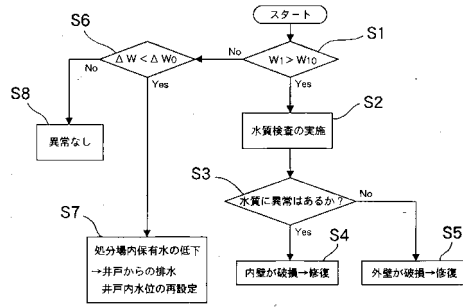 スタート
S1
W1>W10
No
Yes
S6
ΔW<ΔW0
No
Yes
S8
異常なし
S2
水質検査の実施
S3
水質に異常はあるか?
No
Yes
S7
処分場内保有水の低下
→井戸からの排水
井戸内水位の再設定
S4
内壁が破損→修復
S5
外壁が破損→修復